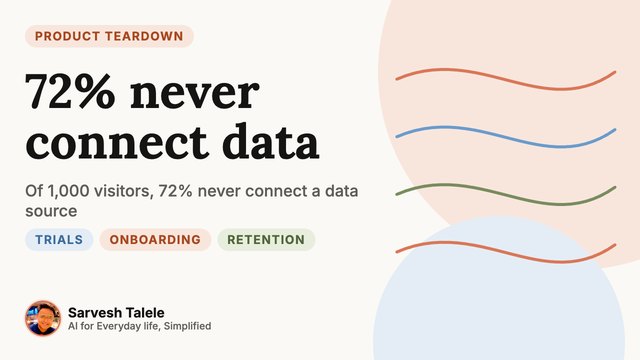 PRODUCT TEARDOWN
72% never
connect data
Of 1,000 visitors, 72% never connect a data
source
TRIALS ONBOARDING RETENTION
Sarvesh Talele
AI for Everyday life, Simplified